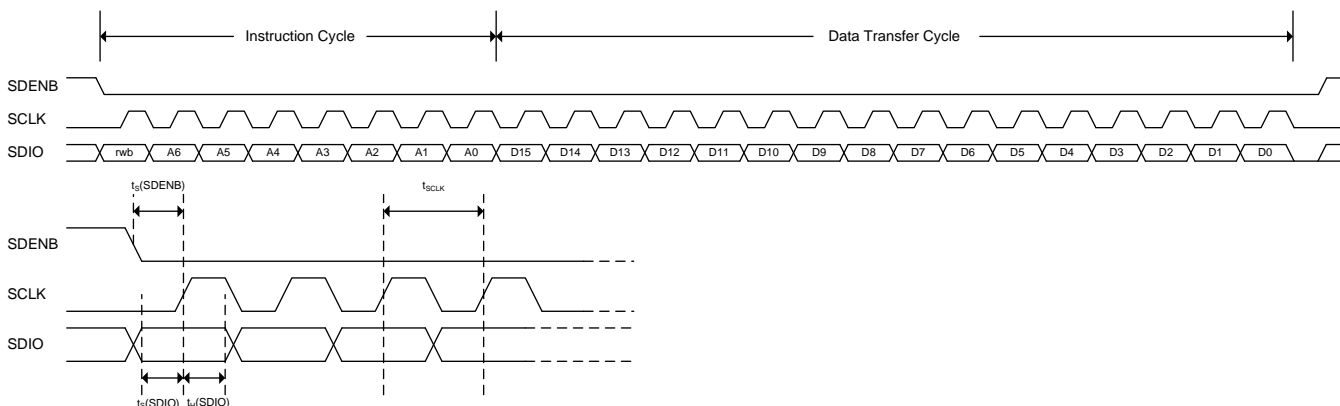 Instruction Cycle
Data Transfer Cycle
SDENB
SCLK
SDIO
rwb A6 A5 A4 A3 A2 A1 A0 D15 D14 D13 D12 D11 D10 D9 D8 D7 D6 D5 D4 D3 D2 D1 D0
tS(SDENB)
tSCLK
SDENB
SCLK
SDIO
tS(SDIO) tH(SDIO)